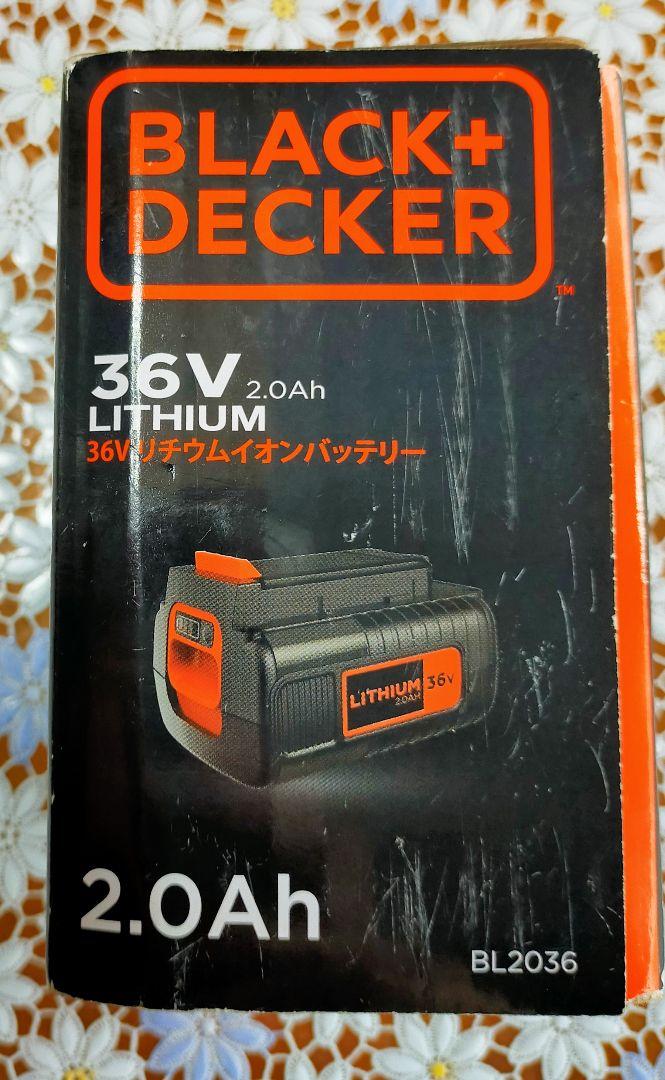 BLACK+
DECKER
TM
36V 2.0Ah
LITHIUM
36V リチウムイオンバッテリー
LITHIUM 36V
2.0AH
2.0Ah
BL2036